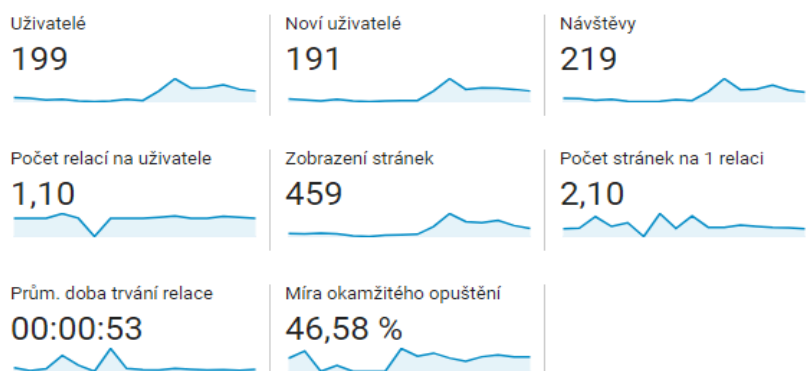 Uživatelé
199
Noví uživatelé
191
Návštěvy
219
Počet relací na uživatele
1,10
Zobrazení stránek
459
Počet stránek na 1 relaci
2,10
Prům. doba trvání relace
00:00:53
Míra okamžitého opuštění
46,58 %